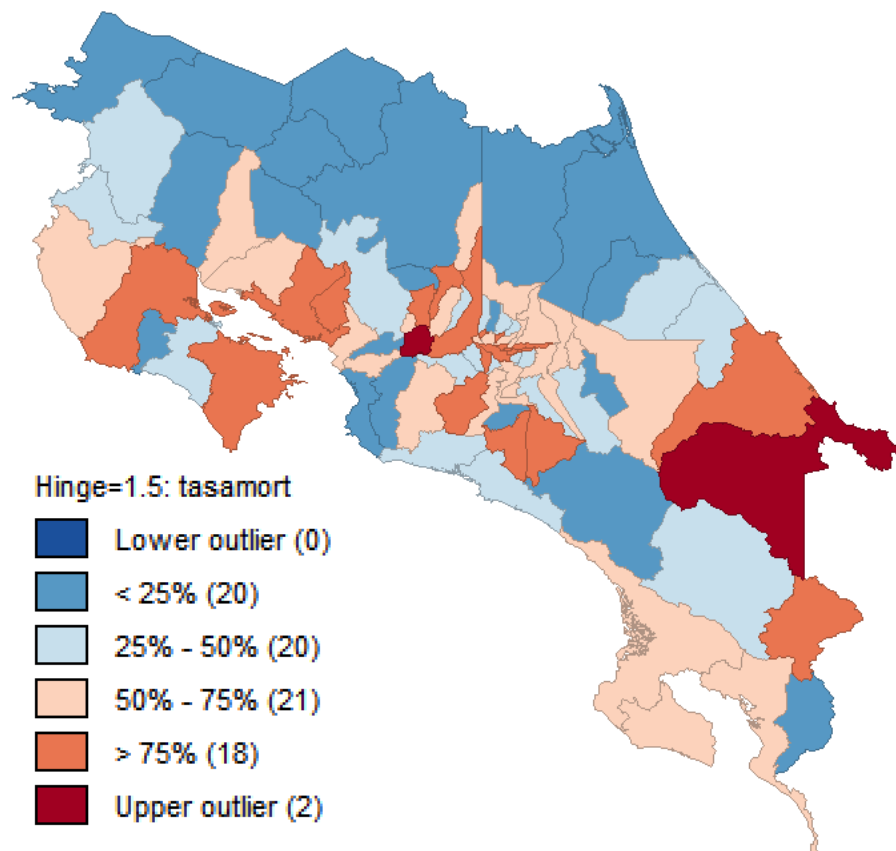 Hinge=1.5: tasamort
Lower outlier (0)
< 25% (20)
25% - 50% (20)
50% - 75% (21)
> 75% (18)
Upper outlier (2)